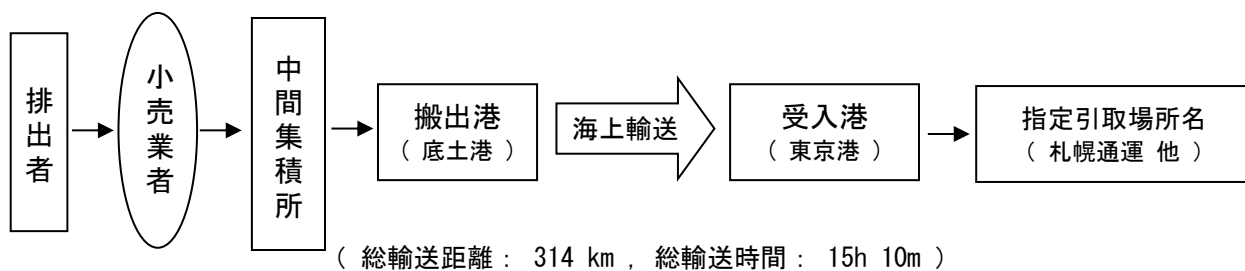 排出者
小売業者
中間集積所
搬出港
（ 底土港 ）
海上輸送
受入港
（ 東京港 ）
指定引取場所名
（ 札幌通運 他 ）
（ 総輸送距離： 314 km ， 総輸送時間： 15h 10m ）